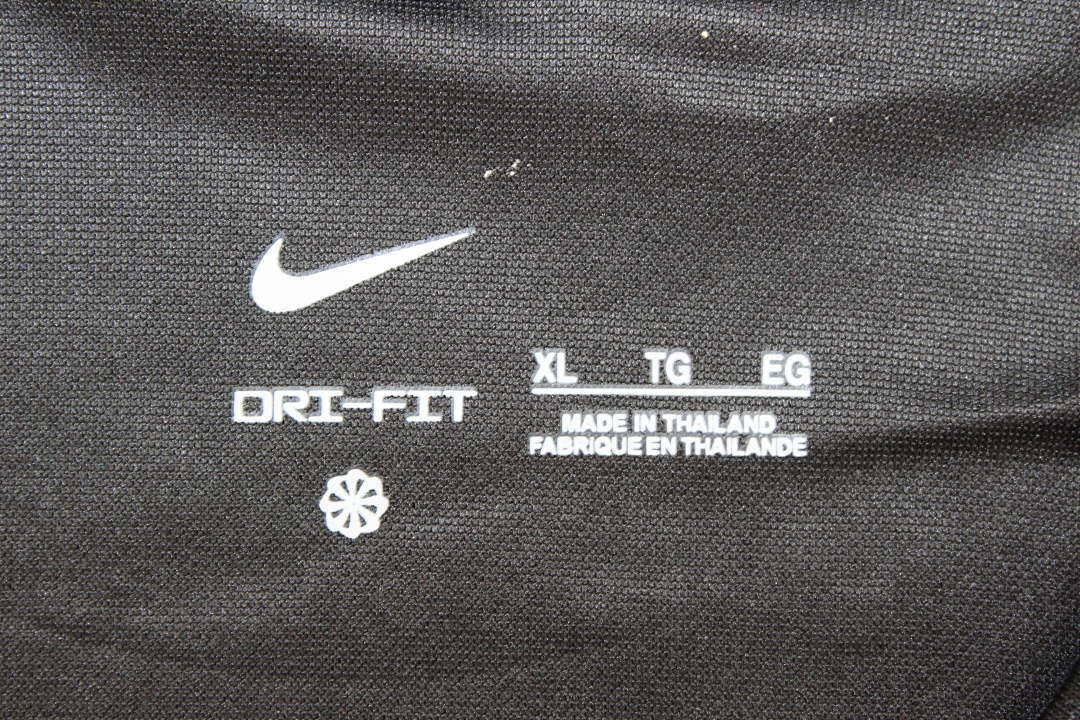 DRI-FIT
XL TG EG
MADE IN THAILAND
FABRIQUE EN THAILANDE